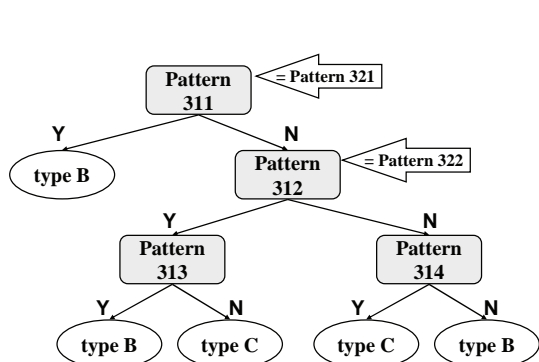 Pattern
311
= Pattern 321
Y
N
type B
Pattern
312
= Pattern 322
Y
N
Pattern
313
Pattern
314
Y
N
Y
N
type B
type C
type C
type B